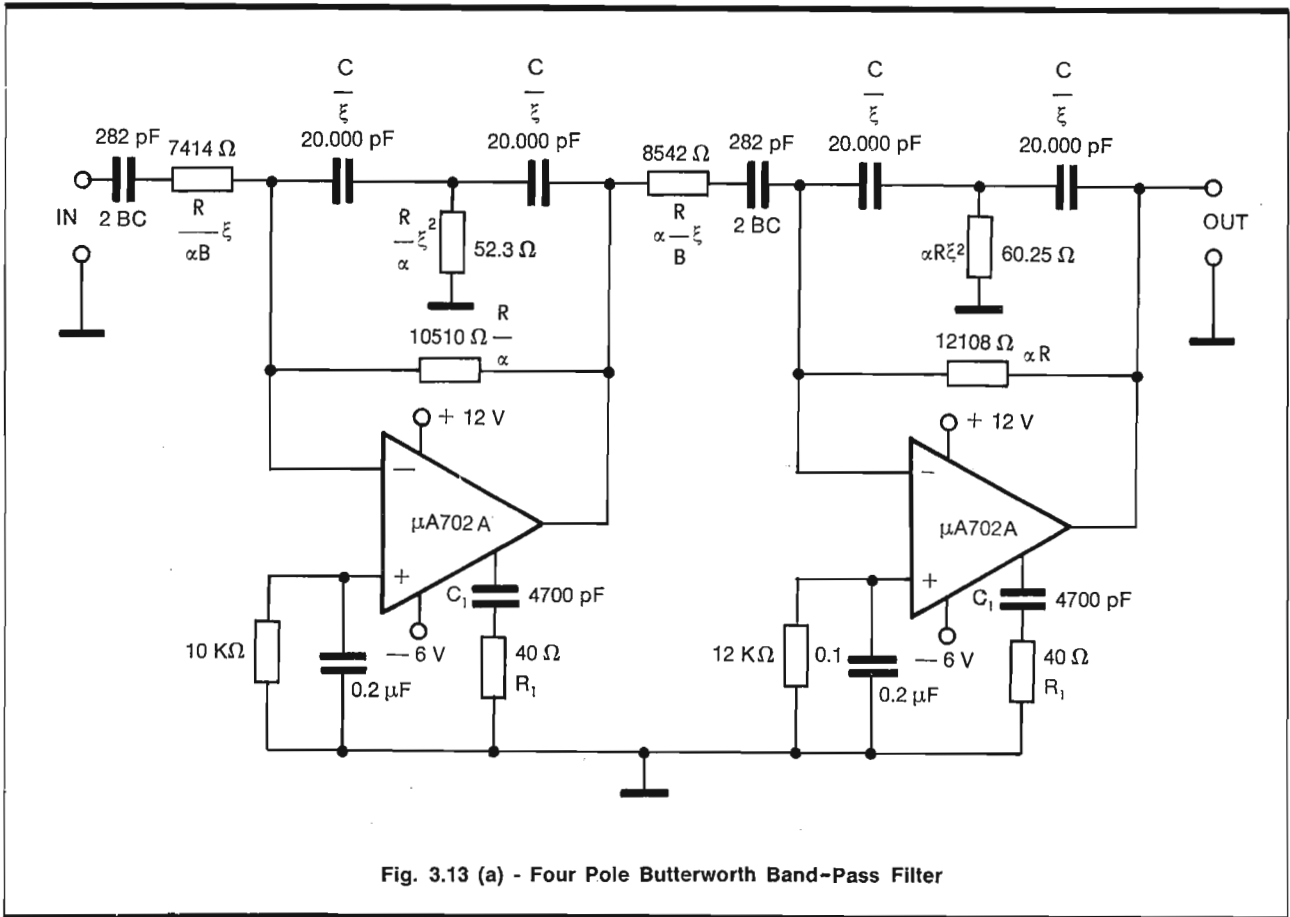 C
ξ
C
ξ
C
ξ
C
ξ
282 pF
7414 Ω
20.000 pF
20.000 pF
8542 Ω
282 pF
20.000 pF
20.000 pF
IN
2 BC
R
αB
ξ
R
α
ξ²
52.3 Ω
α
R
B
ξ
2 BC
αRξ²
60.25 Ω
OUT
10510 Ω
R
α
12108 Ω
αR
+ 12 V
+ 12 V
−
µA702 A
+
−
µA702A
+
C₁
4700 pF
C₁
4700 pF
10 KΩ
− 6 V
0.2 µF
40 Ω
R₁
12 KΩ
0.1
− 6 V
0.2 µF
40 Ω
R₁
Fig. 3.13 (a) - Four Pole Butterworth Band-Pass Filter